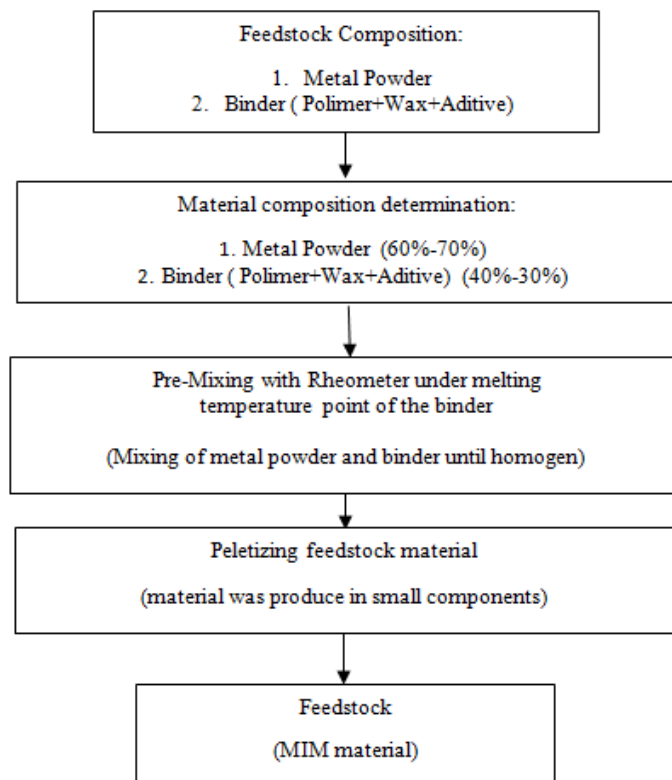 Feedstock Composition:
1. Metal Powder
2. Binder ( Polimer+Wax+Aditive)
Material composition determination:
1. Metal Powder (60%-70%)
2. Binder ( Polimer+Wax+Aditive) (40%-30%)
Pre-Mixing with Rheometer under melting
temperature point of the binder
(Mixing of metal powder and binder until homogen)
Peletizing feedstock material
(material was produce in small components)
Feedstock
(MIM material)